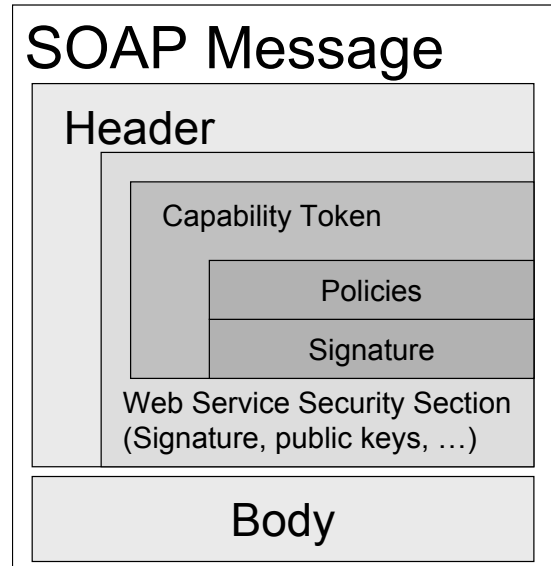 SOAP Message
Header
Capability Token
Policies
Signature
Web Service Security Section
(Signature, public keys, …)
Body